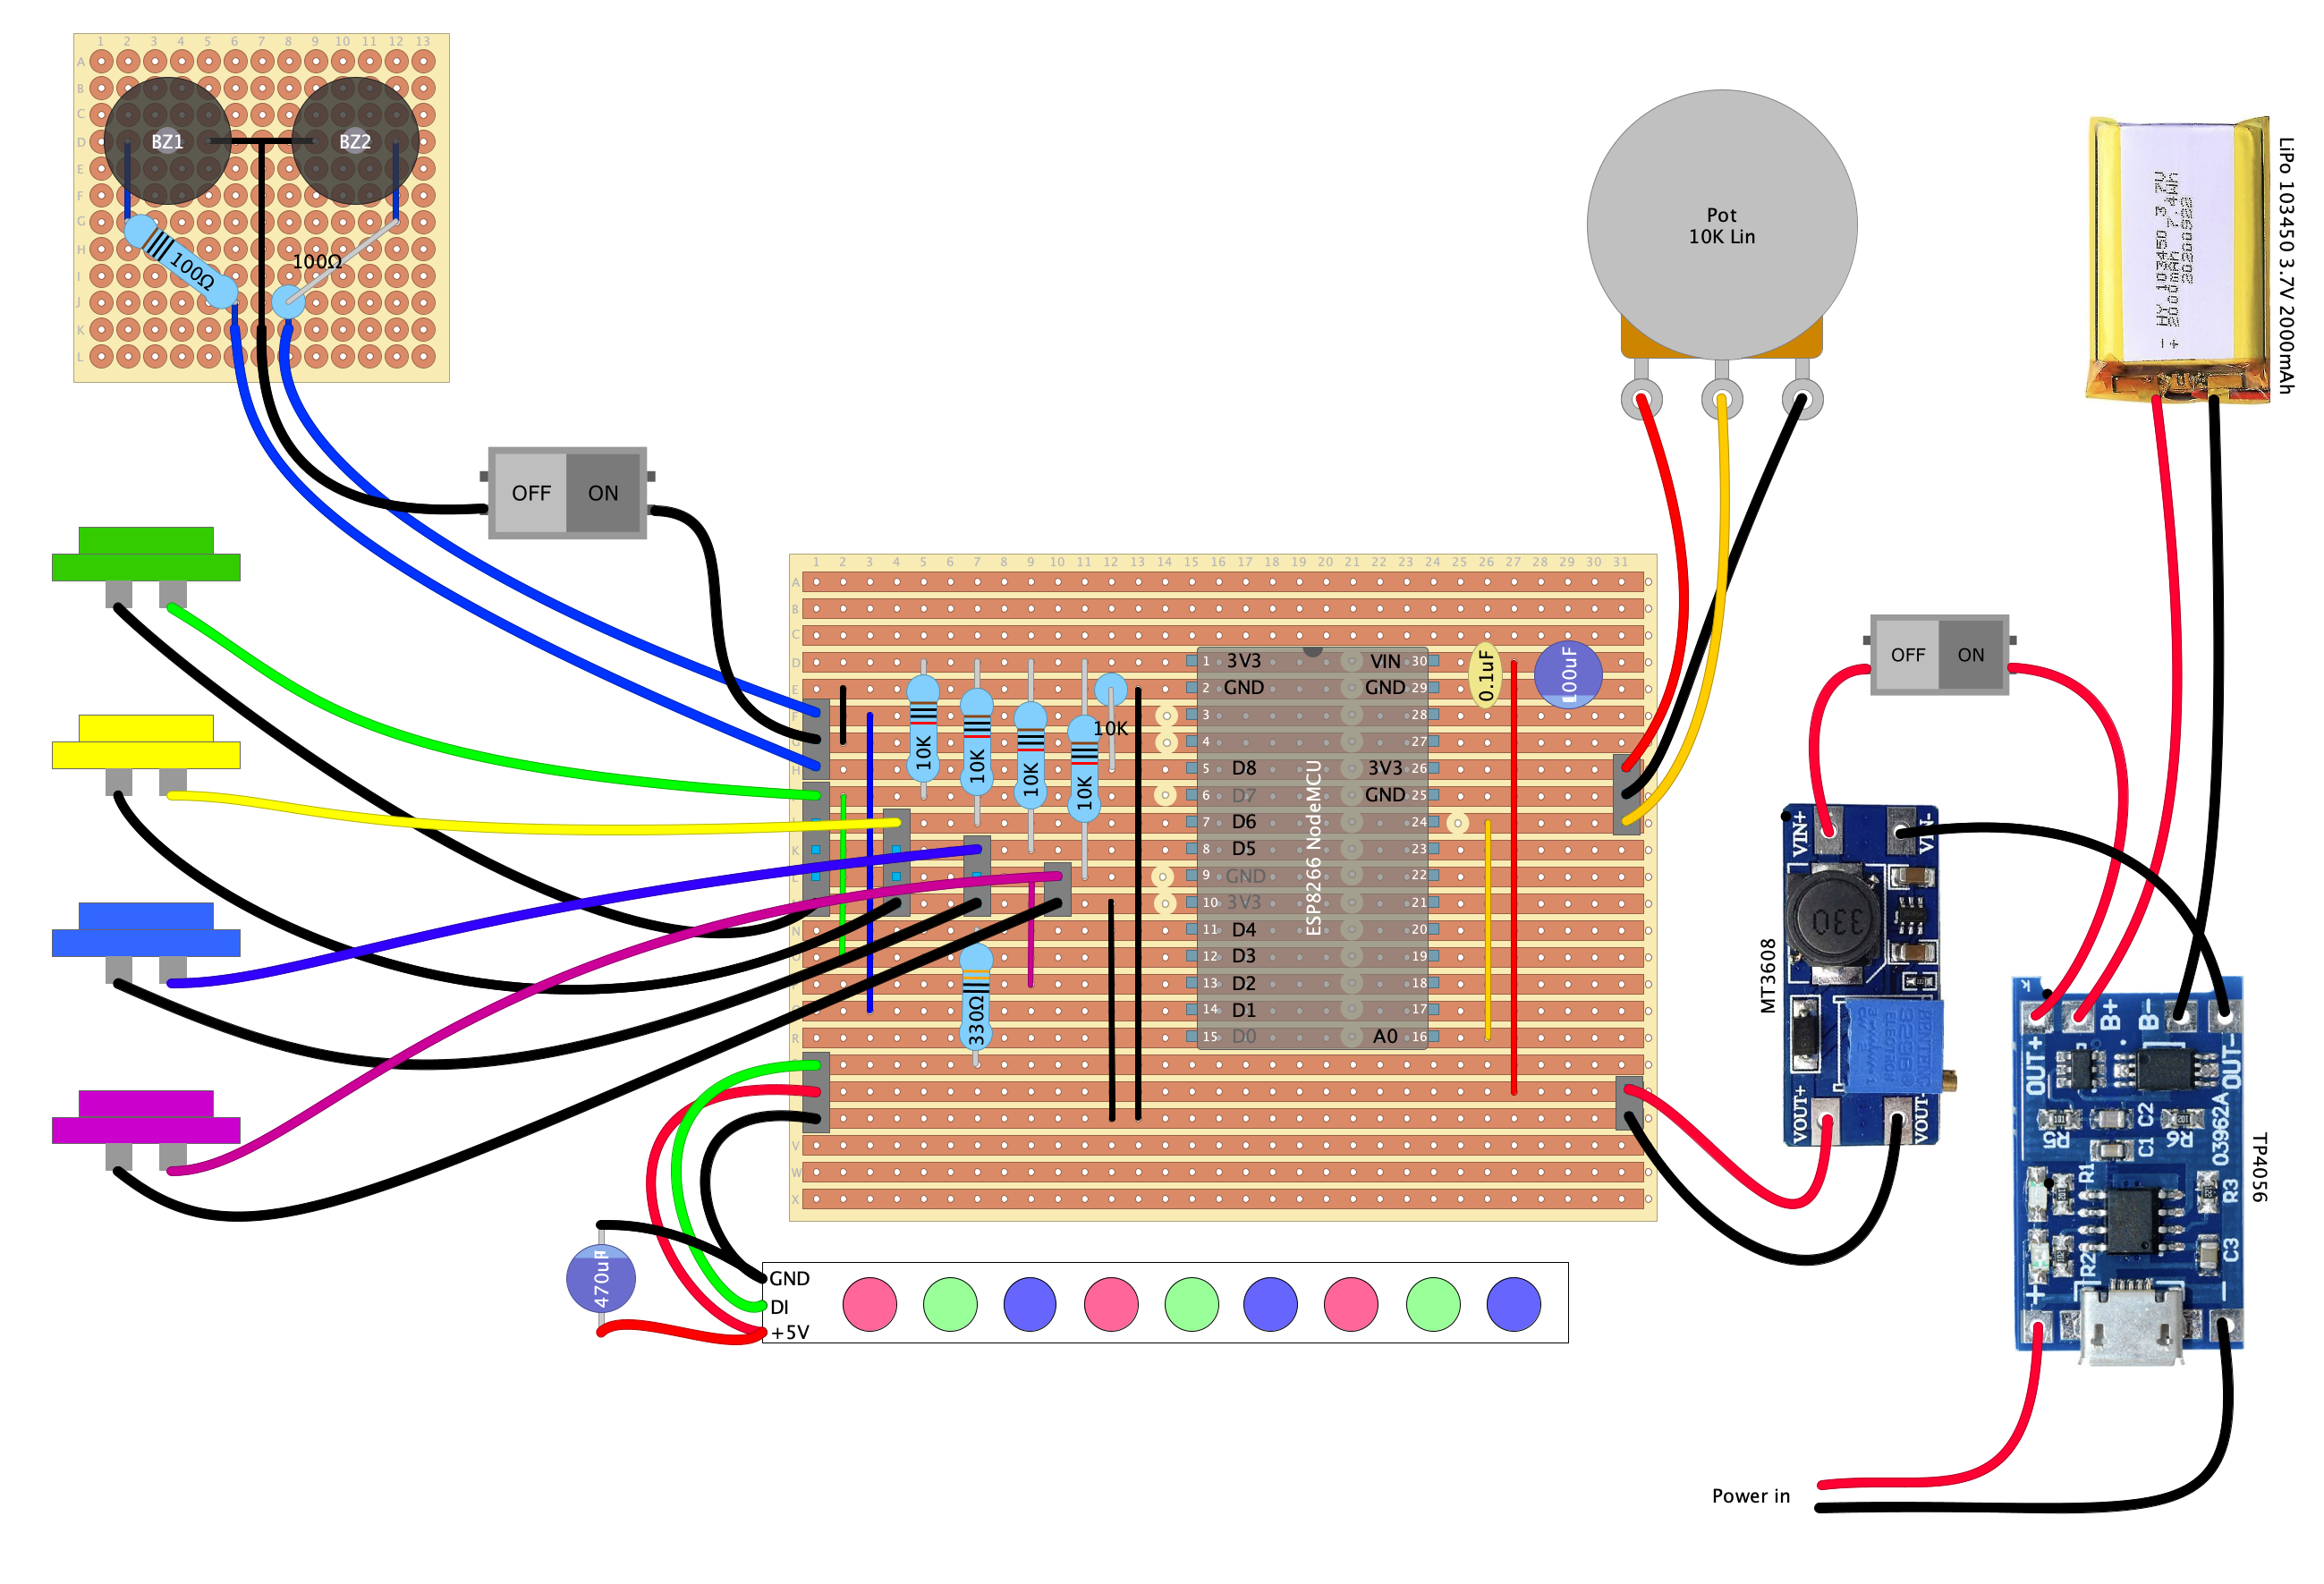 1 2 3 4 5 6 7 8 9 10 11 12 13
A
B
C
D
E
F
G
H
I
J
K
L
BZ1
BZ2
100Ω
100Ω
OFF ON
Pot
10K Lin
HY 103450 3.7V
2000mAh 7.4Wh
20200922
- +
LiPo 103450 3.7V 2000mAh
1 2 3 4 5 6 7 8 9 10 11 12 13 14 15 16 17 18 19 20 21 22 23 24 25 26 27 28 29 30 31
A
B
C
D
E
F
G
H
K
L
N
R
V
W
X
10K
10K
10K
10K
10K
330Ω
ESP8266 NodeMCU
1 3V3 VIN 30
2 GND GND 29
3 28
4 27
5 D8 3V3 26
6 D7 GND 25
7 D6 24
8 D5 23
9 GND 22
10 3V3 21
11 D4 20
12 D3 19
13 D2 18
14 D1 17
15 D0 A0 16
0.1uF
100uF
OFF ON
MT3608
VIN+
VIN-
330
VOUT+
VOUT-
TP4056
OUT+
B+
B-
OUT-
03962A
R5
C2
C1
R6
R1
R3
R2
C3
+
-
470uF
GND
DI
+5V
Power in